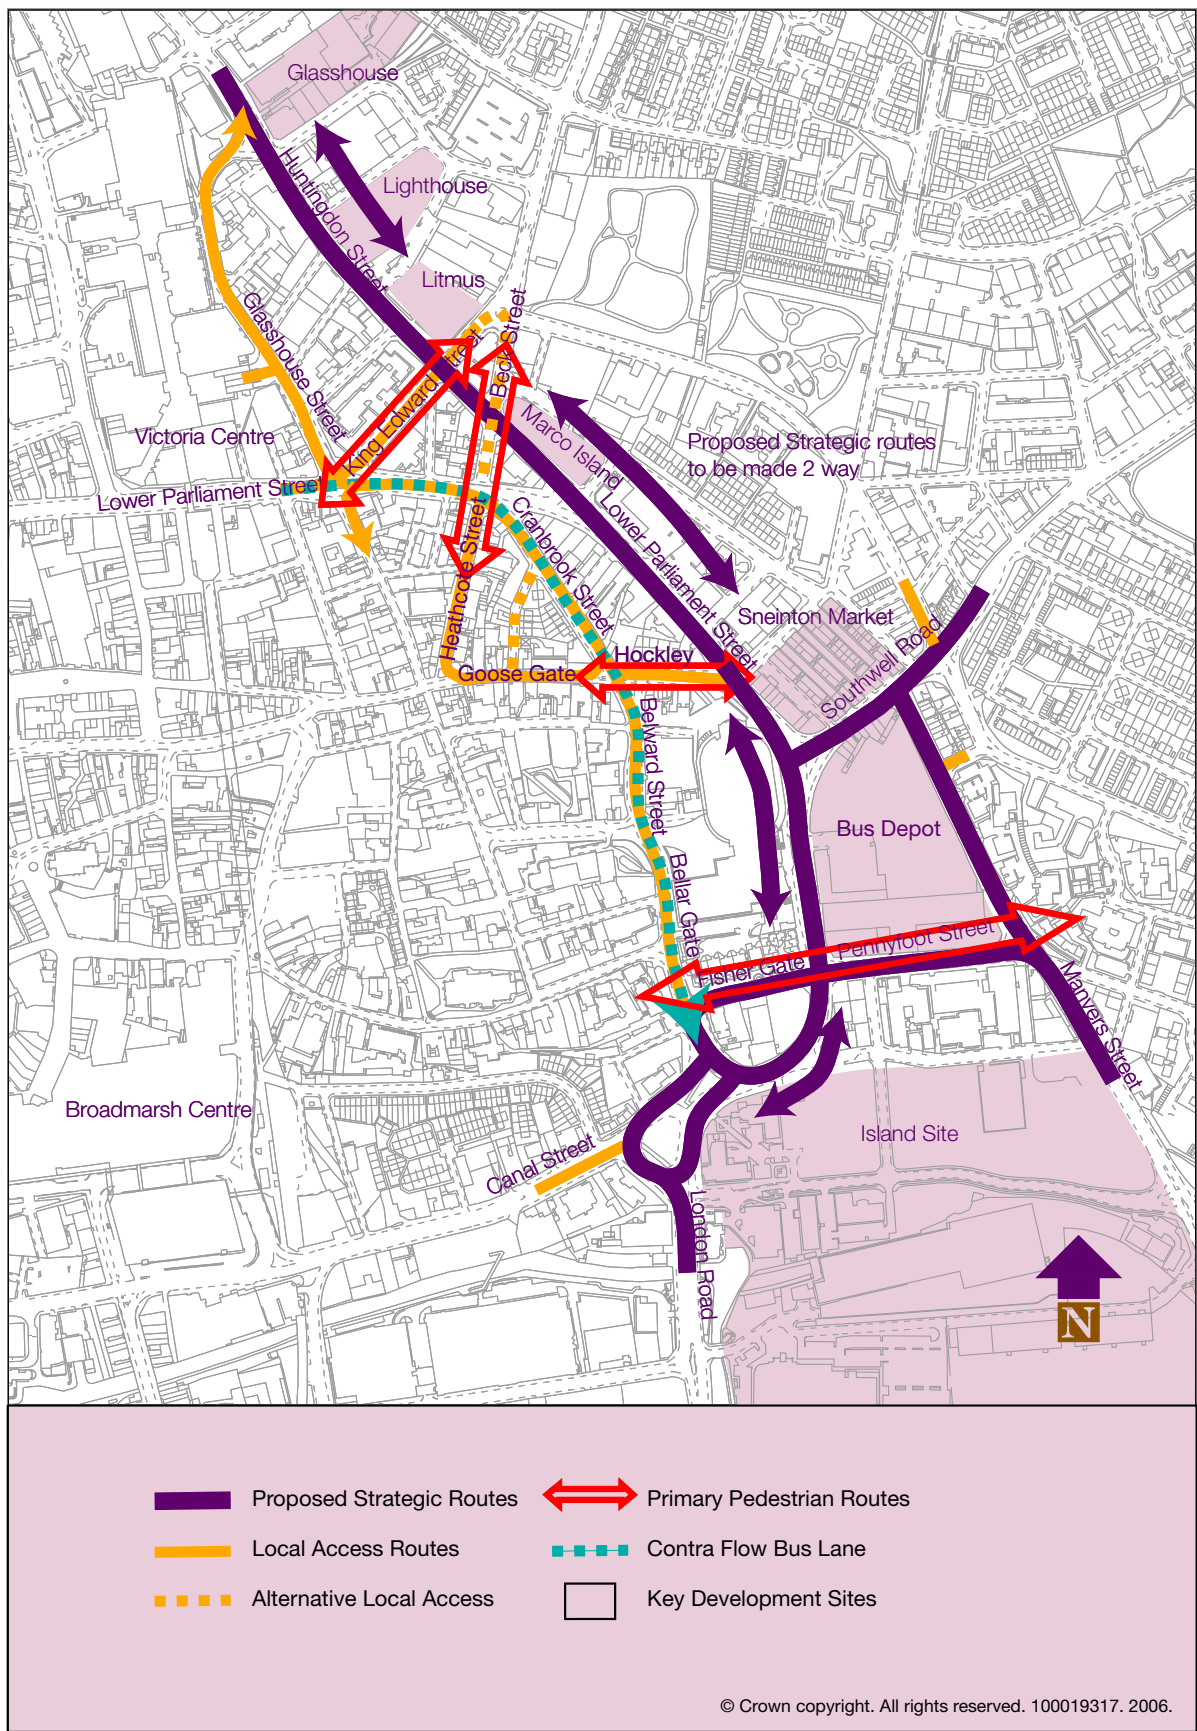 Glasshouse
Huntingdon Street
Lighthouse
Litmus
Beck Street
Glasshouse Street
King Edward Street
Marco Island
Victoria Centre
Proposed Strategic routes
to be made 2 way
Lower Parliament Street
Cranbrook Street
Lower Parliament Street
Heathcote Street
Sneinton Market
Southwell Road
Hockley
Goose Gate
Belward Street
Bus Depot
Bellar Gate
Fisher Gate
Pennyfoot Street
Manvers Street
Broadmarsh Centre
Island Site
Canal Street
London Road
N
Proposed Strategic Routes
Primary Pedestrian Routes
Local Access Routes
Contra Flow Bus Lane
Alternative Local Access
Key Development Sites
© Crown copyright. All rights reserved. 100019317. 2006.